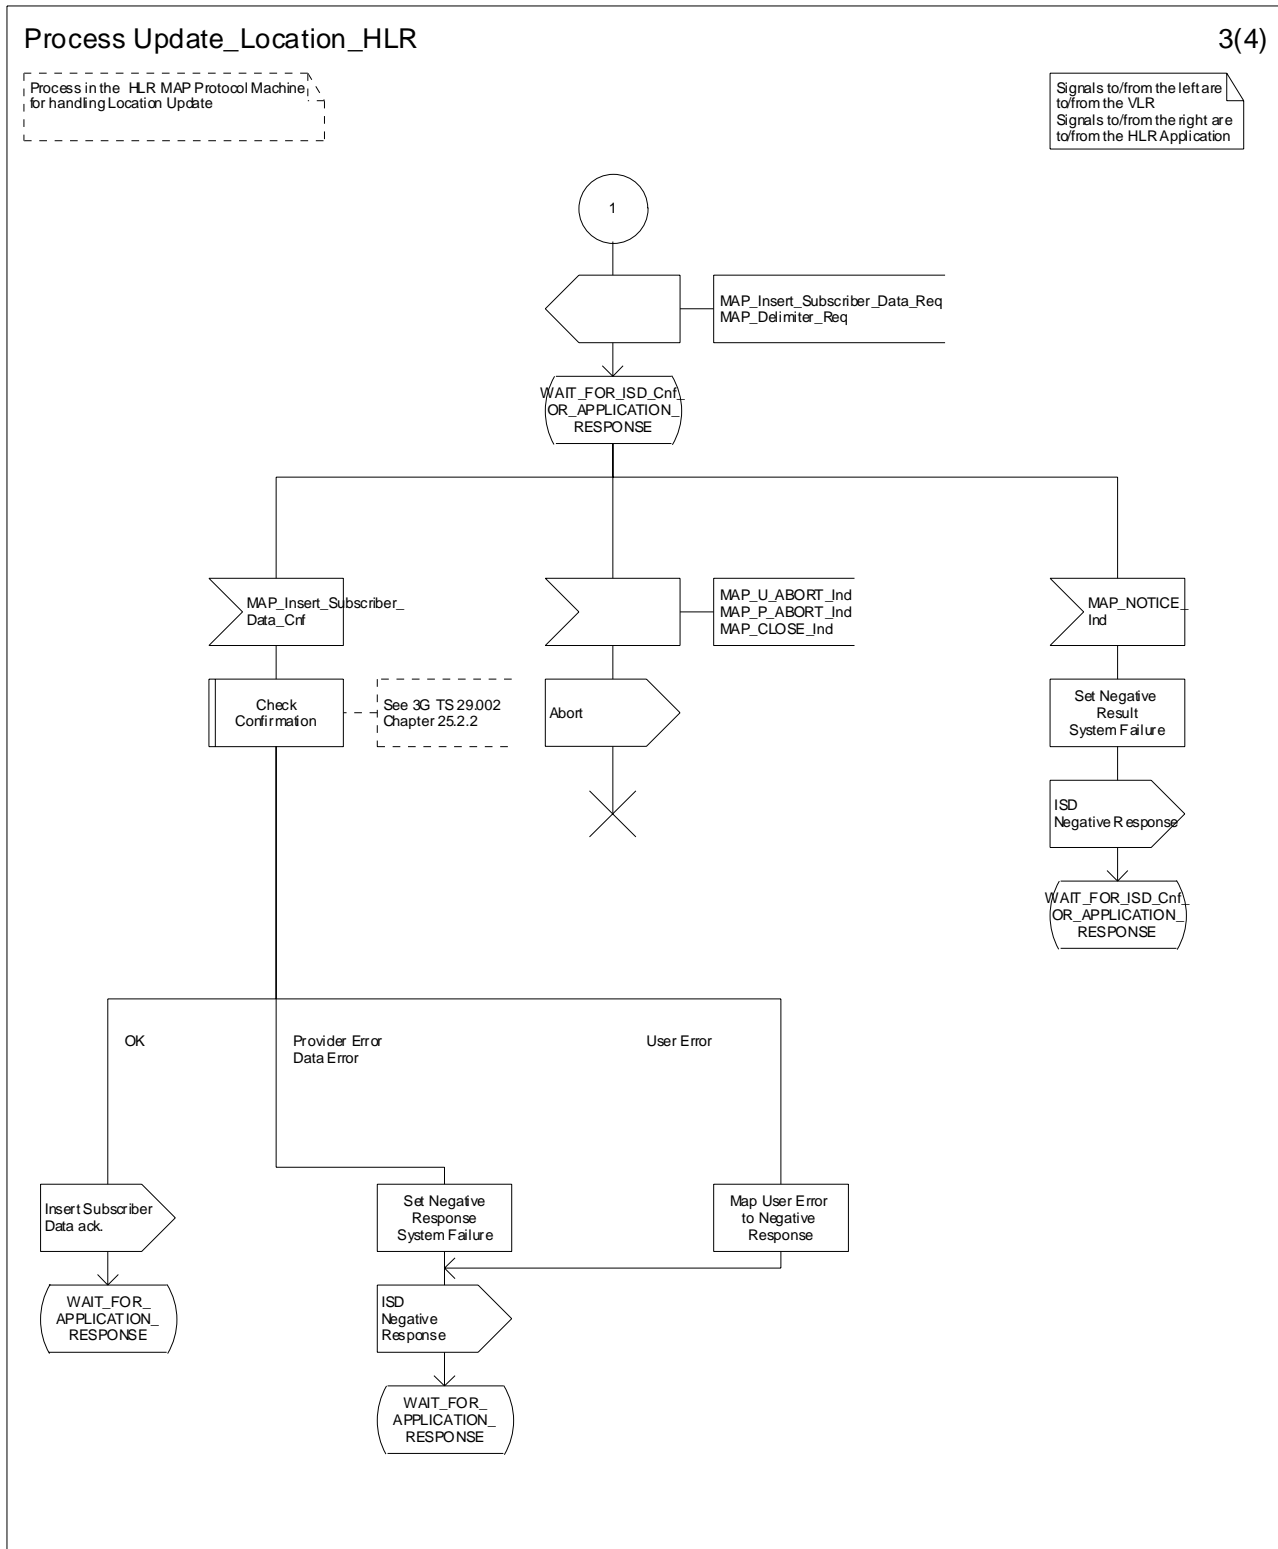 Process Update_Location_HLR
3(4)
Process in the HLR MAP Protocol Machine
for handling Location Update
Signals to/from the left are
to/from the VLR
Signals to/from the right are
to/from the HLR Application
1
MAP_Insert_Subscriber_Data_Req
MAP_Delimiter_Req
WAIT_FOR_ISD_Cnf_
OR_APPLICATION_
RESPONSE
MAP_Insert_Subscriber_
Data_Cnf
MAP_U_ABORT_Ind
MAP_P_ABORT_Ind
MAP_CLOSE_Ind
MAP_NOTICE_
Ind
Check
Confirmation
See 3G TS 29.002
Chapter 25.2.2
Abort
Set Negative
Result
System Failure
ISD
Negative Response
WAIT_FOR_ISD_Cnf_
OR_APPLICATION_
RESPONSE
OK
Provider Error
Data Error
User Error
Insert Subscriber
Data ack.
Set Negative
Response
System Failure
Map User Error
to Negative
Response
WAIT_FOR_
APPLICATION_
RESPONSE
ISD
Negative
Response
WAIT_FOR_
APPLICATION_
RESPONSE